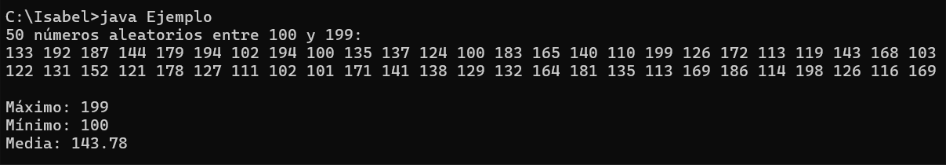 C:\Isabel>java Ejemplo
50 números aleatorios entre 100 y 199:
133 192 187 144 179 194 102 194 100 135 137 124 100 183 165 140 110 199 126 172 113 119 143 168 103
122 131 152 121 178 127 111 102 101 171 141 138 129 132 164 181 135 113 169 186 114 198 126 116 169
Máximo: 199
Mínimo: 100
Media: 143.78